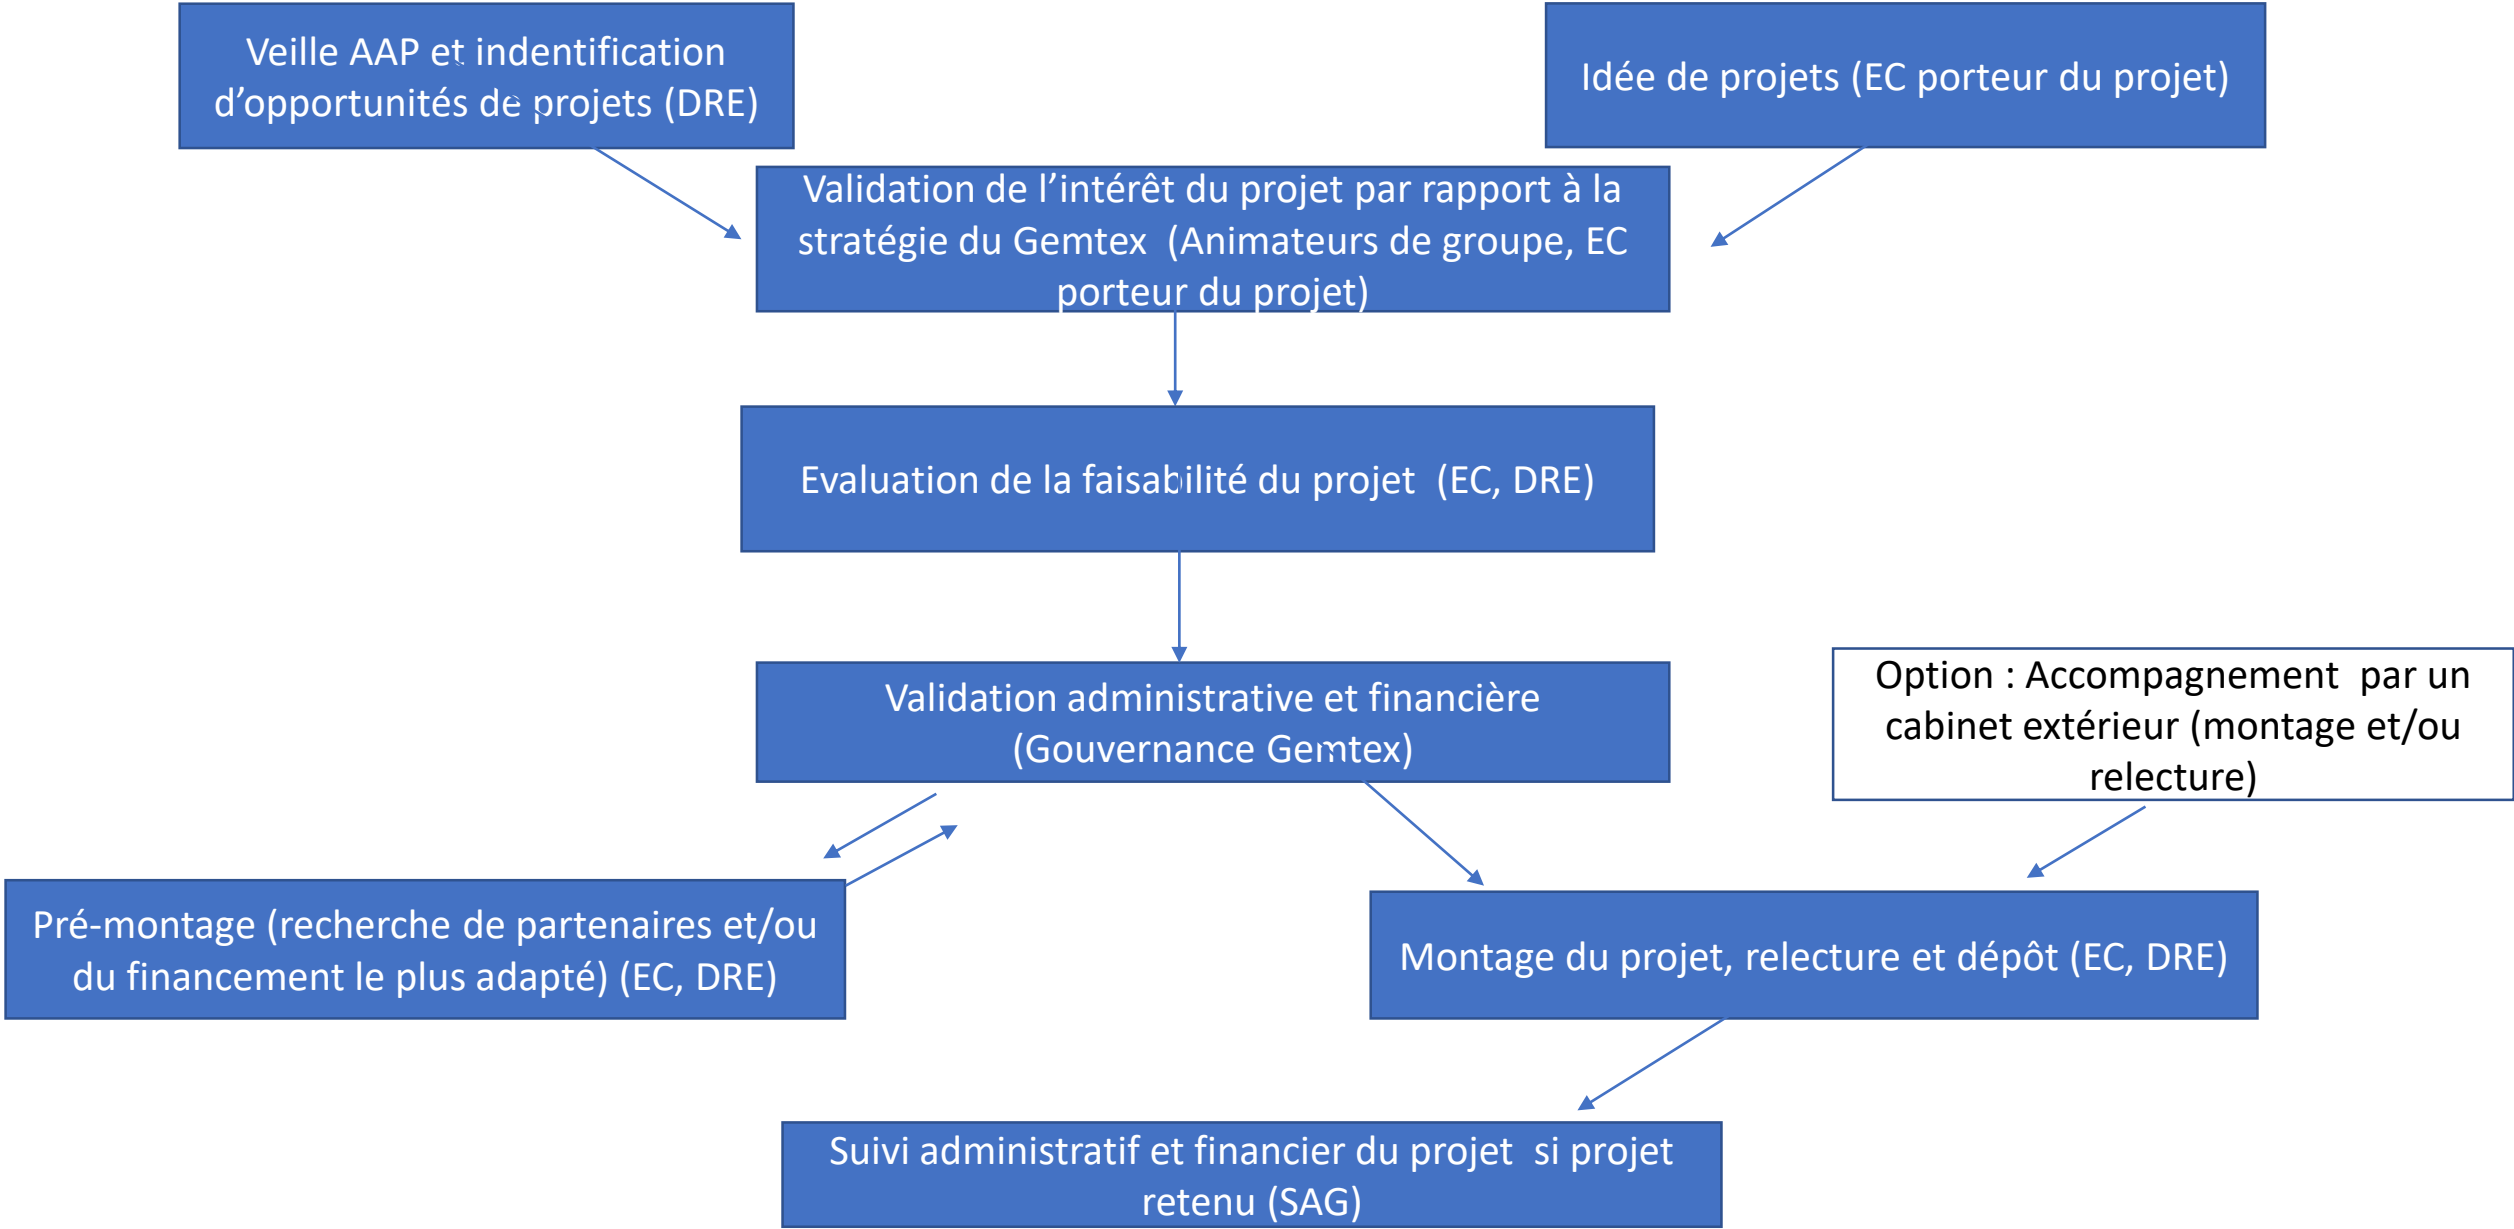 Veille AAP et indentification
d’opportunités de projets (DRE)
Idée de projets (EC porteur du projet)
Validation de l’intérêt du projet par rapport à la
stratégie du Gemtex (Animateurs de groupe, EC
porteur du projet)
Evaluation de la faisabilité du projet (EC, DRE)
Validation administrative et financière
(Gouvernance Gemtex)
Option : Accompagnement par un
cabinet extérieur (montage et/ou
relecture)
Pré-montage (recherche de partenaires et/ou
du financement le plus adapté) (EC, DRE)
Montage du projet, relecture et dépôt (EC, DRE)
Suivi administratif et financier du projet si projet
retenu (SAG)